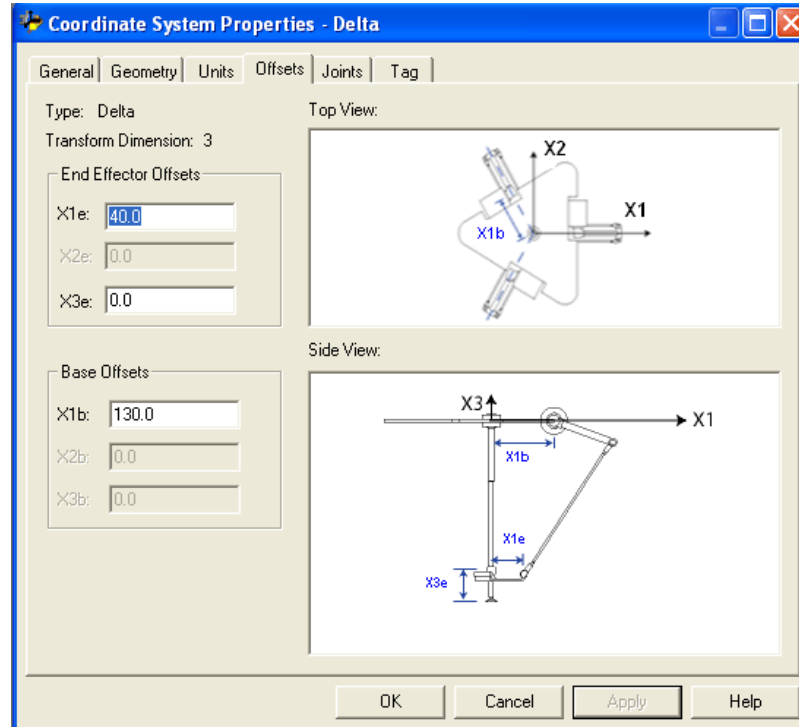 Coordinate System Properties - Delta
General Geometry Units Offsets Joints Tag
Type: Delta
Transform Dimension: 3
End Effector Offsets
X1e: 40.0
X2e: 0.0
X3e: 0.0
Base Offsets
X1b: 130.0
X2b: 0.0
X3b: 0.0
Top View:
X2
X1
X1b
Side View:
X3
X1
X1b
X1e
X3e
OK Cancel Apply Help